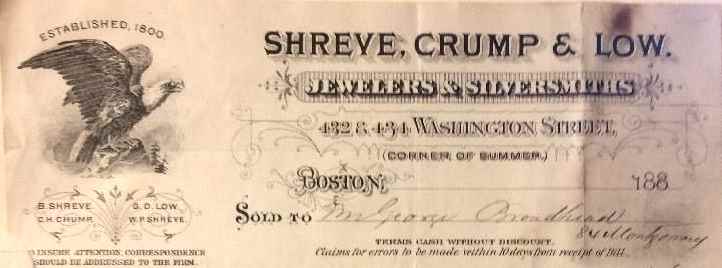 ESTABLISHED, 1800.
SHREVE, CRUMP & LOW.
JEWELERS & SILVERSMITHS
432 & 434 WASHINGTON STREET,
(CORNER OF SUMMER.)
BOSTON, 188
B. SHREVE. G. D. LOW.
C.H. CRUMP. W. P. SHREVE.
SOLD TO Mr George Broadhead
84 Montgomery
TERMS CASH WITHOUT DISCOUNT.
Claims for errors to be made within 10 days from receipt of Bill.
TO INSURE ATTENTION, CORRESPONDENCE
SHOULD BE ADDRESSED TO THE FIRM.